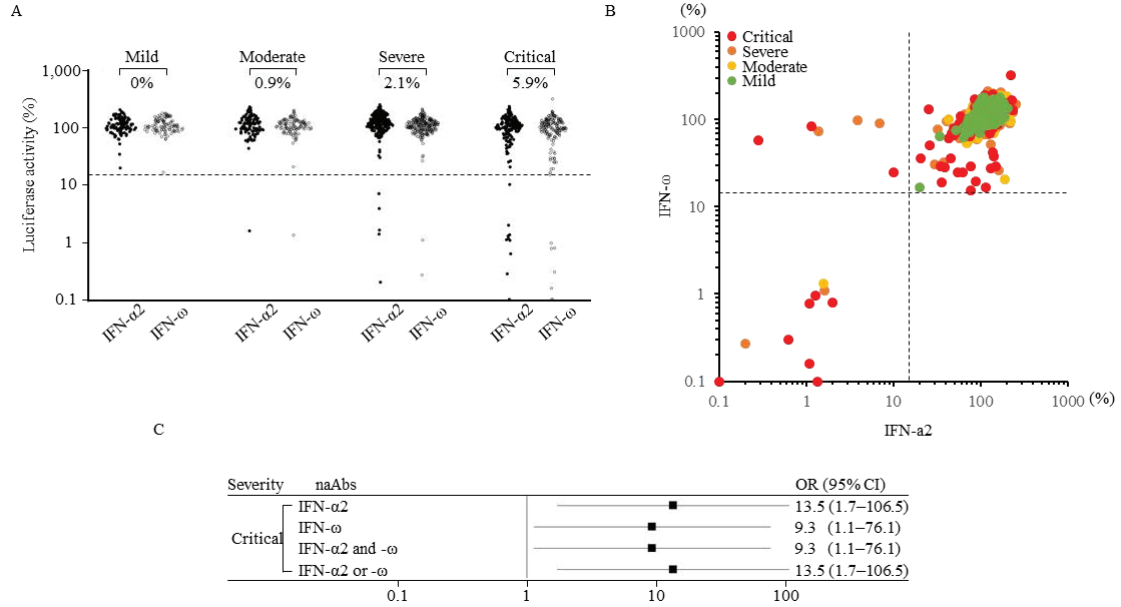 A
Mild Moderate Severe Critical
0% 0.9% 2.1% 5.9%
Luciferase activity (%)
1,000
100
10
1
0.1
IFN-α2 IFN-ω IFN-α2 IFN-ω IFN-α2 IFN-ω IFN-α2 IFN-ω
B
(%)
Critical
Severe
Moderate
Mild
IFN-ω
1000
100
10
1
0.1
0.1 1 10 100 1000 (%)
IFN-a2
C
Severity naAbs OR (95% CI)
IFN-α2 13.5 (1.7–106.5)
IFN-ω 9.3 (1.1–76.1)
Critical
IFN-α2 and -ω 9.3 (1.1–76.1)
IFN-α2 or -ω 13.5 (1.7–106.5)
0.1 1 10 100